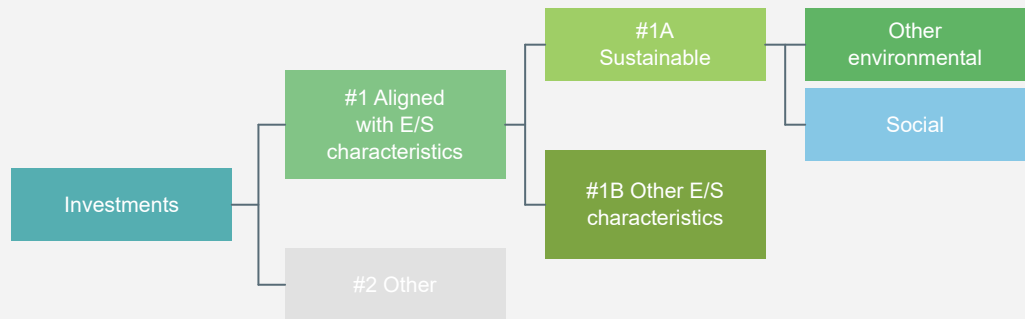 Investments
#1 Aligned
with E/S
characteristics
#2 Other
#1A
Sustainable
#1B Other E/S
characteristics
Other
environmental
Social